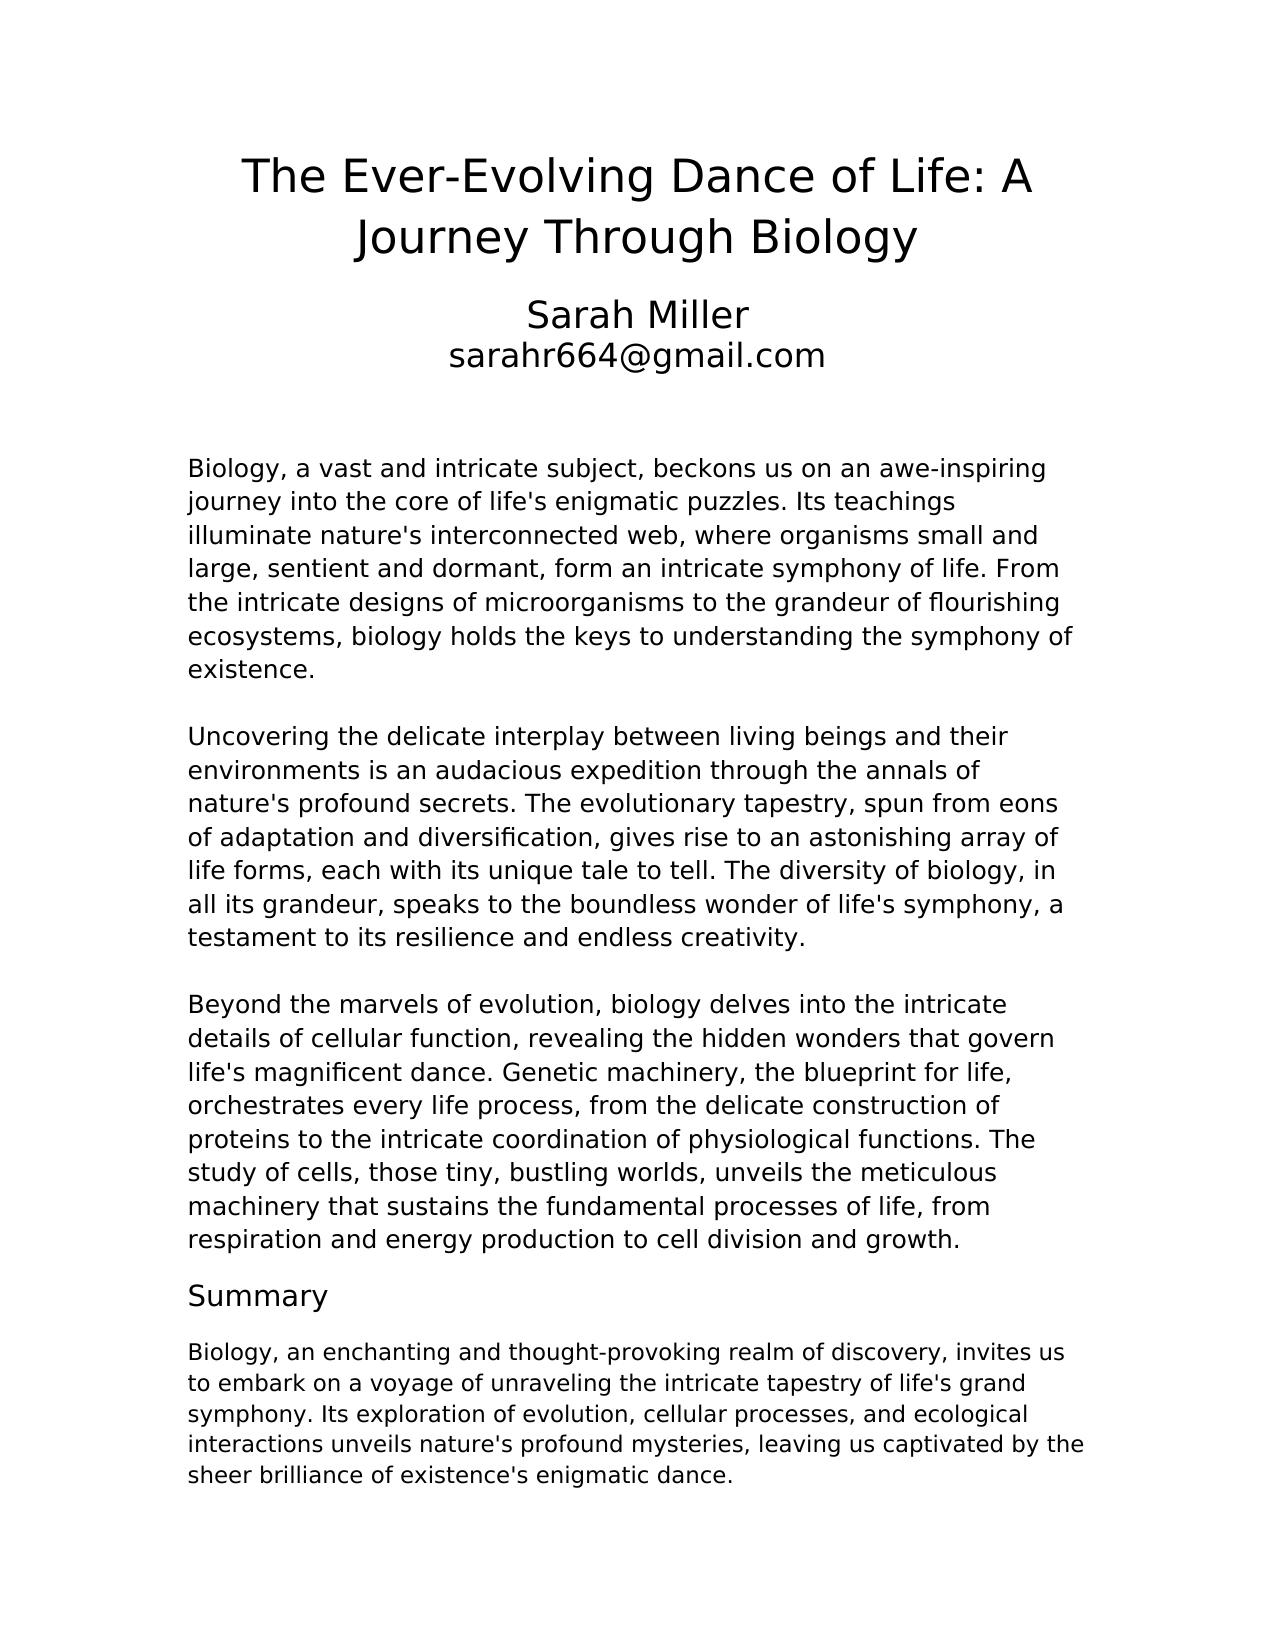 The Ever-Evolving Dance of Life: A
Journey Through Biology
Sarah Miller
sarahr664@gmail.com
Biology, a vast and intricate subject, beckons us on an awe-inspiring
journey into the core of life's enigmatic puzzles. Its teachings
illuminate nature's interconnected web, where organisms small and
large, sentient and dormant, form an intricate symphony of life. From
the intricate designs of microorganisms to the grandeur of flourishing
ecosystems, biology holds the keys to understanding the symphony of
existence.
Uncovering the delicate interplay between living beings and their
environments is an audacious expedition through the annals of
nature's profound secrets. The evolutionary tapestry, spun from eons
of adaptation and diversification, gives rise to an astonishing array of
life forms, each with its unique tale to tell. The diversity of biology, in
all its grandeur, speaks to the boundless wonder of life's symphony, a
testament to its resilience and endless creativity.
Beyond the marvels of evolution, biology delves into the intricate
details of cellular function, revealing the hidden wonders that govern
life's magnificent dance. Genetic machinery, the blueprint for life,
orchestrates every life process, from the delicate construction of
proteins to the intricate coordination of physiological functions. The
study of cells, those tiny, bustling worlds, unveils the meticulous
machinery that sustains the fundamental processes of life, from
respiration and energy production to cell division and growth.
Summary
Biology, an enchanting and thought-provoking realm of discovery, invites us
to embark on a voyage of unraveling the intricate tapestry of life's grand
symphony. Its exploration of evolution, cellular processes, and ecological
interactions unveils nature's profound mysteries, leaving us captivated by the
sheer brilliance of existence's enigmatic dance.